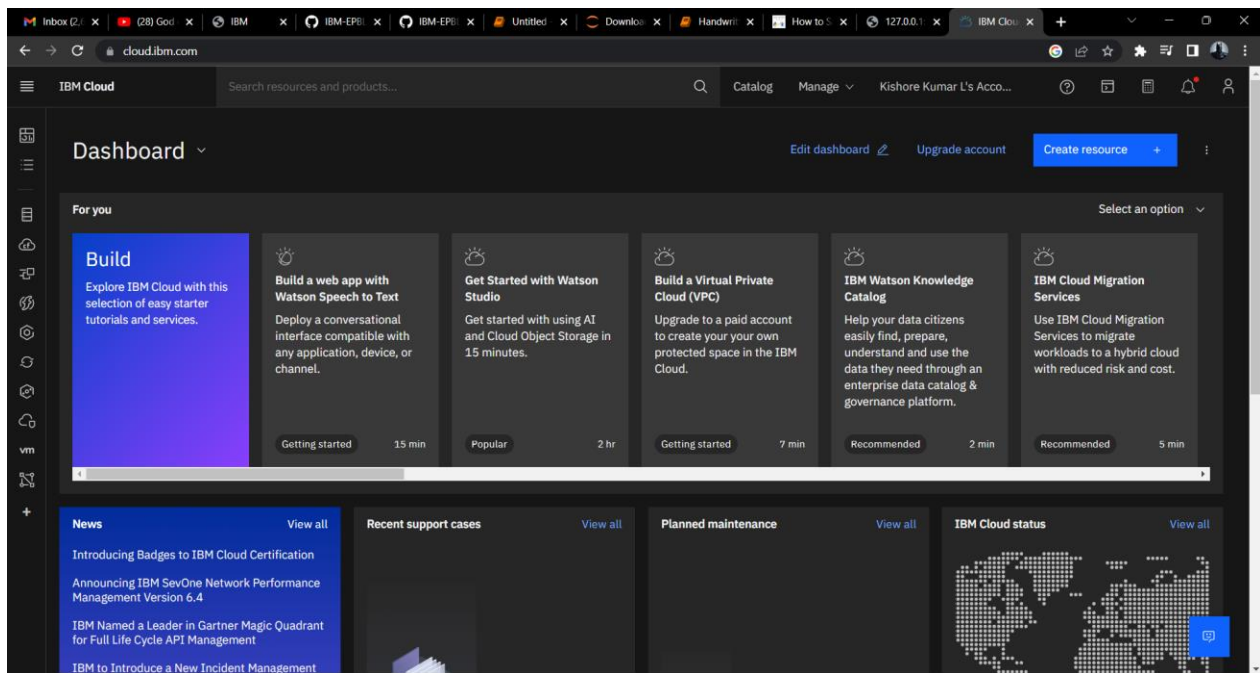 Inbox (2,
(28) God
IBM
IBM-EPBL
IBM-EPBL
Untitled
Downloa
Handwrit
How to S
127.0.0.1:
IBM Clou
cloud.ibm.com
IBM Cloud
Search resources and products...
Catalog
Manage
Kishore Kumar L's Acco...
Dashboard
Edit dashboard
Upgrade account
Create resource +
For you
Select an option
Build
Explore IBM Cloud with this
selection of easy starter
tutorials and services.
Build a web app with
Watson Speech to Text
Deploy a conversational
interface compatible with
any application, device, or
channel.
Getting started 15 min
Get Started with Watson
Studio
Get started with using AI
and Cloud Object Storage in
15 minutes.
Popular 2 hr
Build a Virtual Private
Cloud (VPC)
Upgrade to a paid account
to create your your own
protected space in the IBM
Cloud.
Getting started 7 min
IBM Watson Knowledge
Catalog
Help your data citizens
easily find, prepare,
understand and use the
data they need through an
enterprise data catalog &
governance platform.
Recommended 2 min
IBM Cloud Migration
Services
Use IBM Cloud Migration
Services to migrate
workloads to a hybrid cloud
with reduced risk and cost.
Recommended 5 min
vm
News View all
Introducing Badges to IBM Cloud Certification
Announcing IBM SevOne Network Performance
Management Version 6.4
IBM Named a Leader in Gartner Magic Quadrant
for Full Life Cycle API Management
IBM to Introduce a New Incident Management
Recent support cases View all
Planned maintenance View all
IBM Cloud status View all